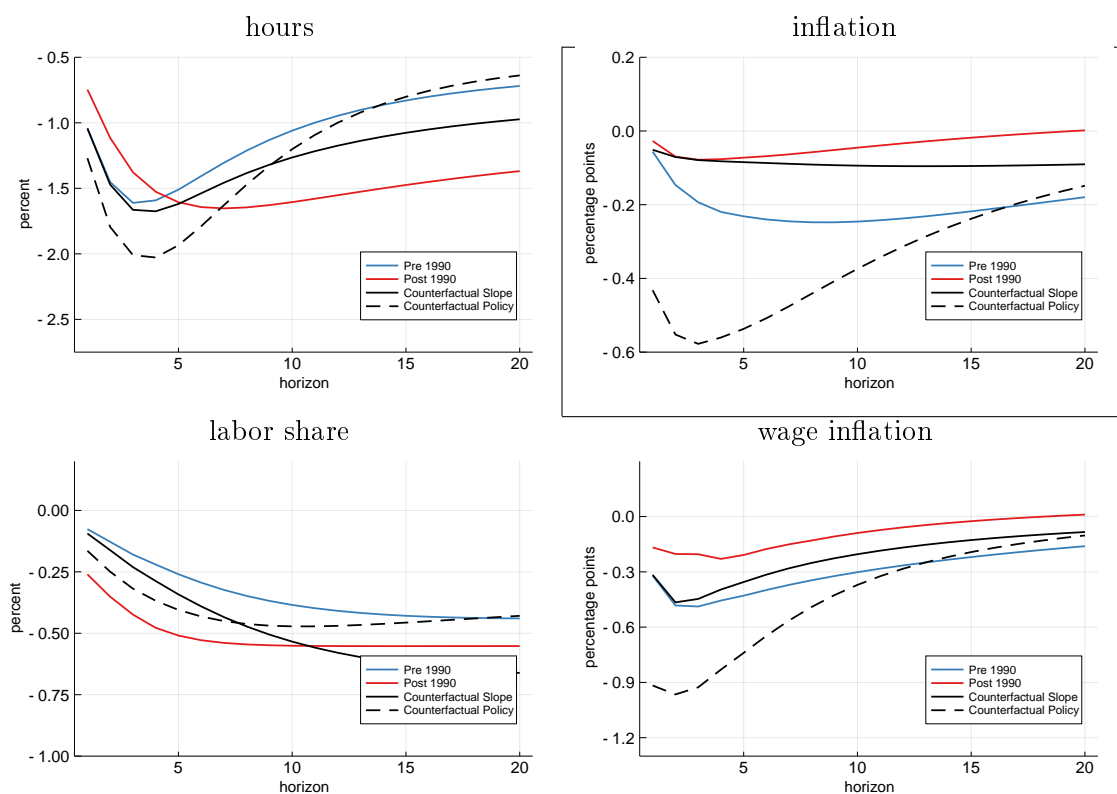 hours
- 0.5
- 1.0
- 1.5
- 2.0
- 2.5
percent
5
10
15
20
horizon
Pre 1990
Post 1990
Counterfactual Slope
Counterfactual Policy
inflation
0.2
0.0
- 0.2
- 0.4
- 0.6
percentage points
5
10
15
20
horizon
Pre 1990
Post 1990
Counterfactual Slope
Counterfactual Policy
labor share
0.00
- 0.25
- 0.50
- 0.75
- 1.00
percent
5
10
15
20
horizon
Pre 1990
Post 1990
Counterfactual Slope
Counterfactual Policy
wage inflation
0.0
- 0.3
- 0.6
- 0.9
- 1.2
percentage points
5
10
15
20
horizon
Pre 1990
Post 1990
Counterfactual Slope
Counterfactual Policy